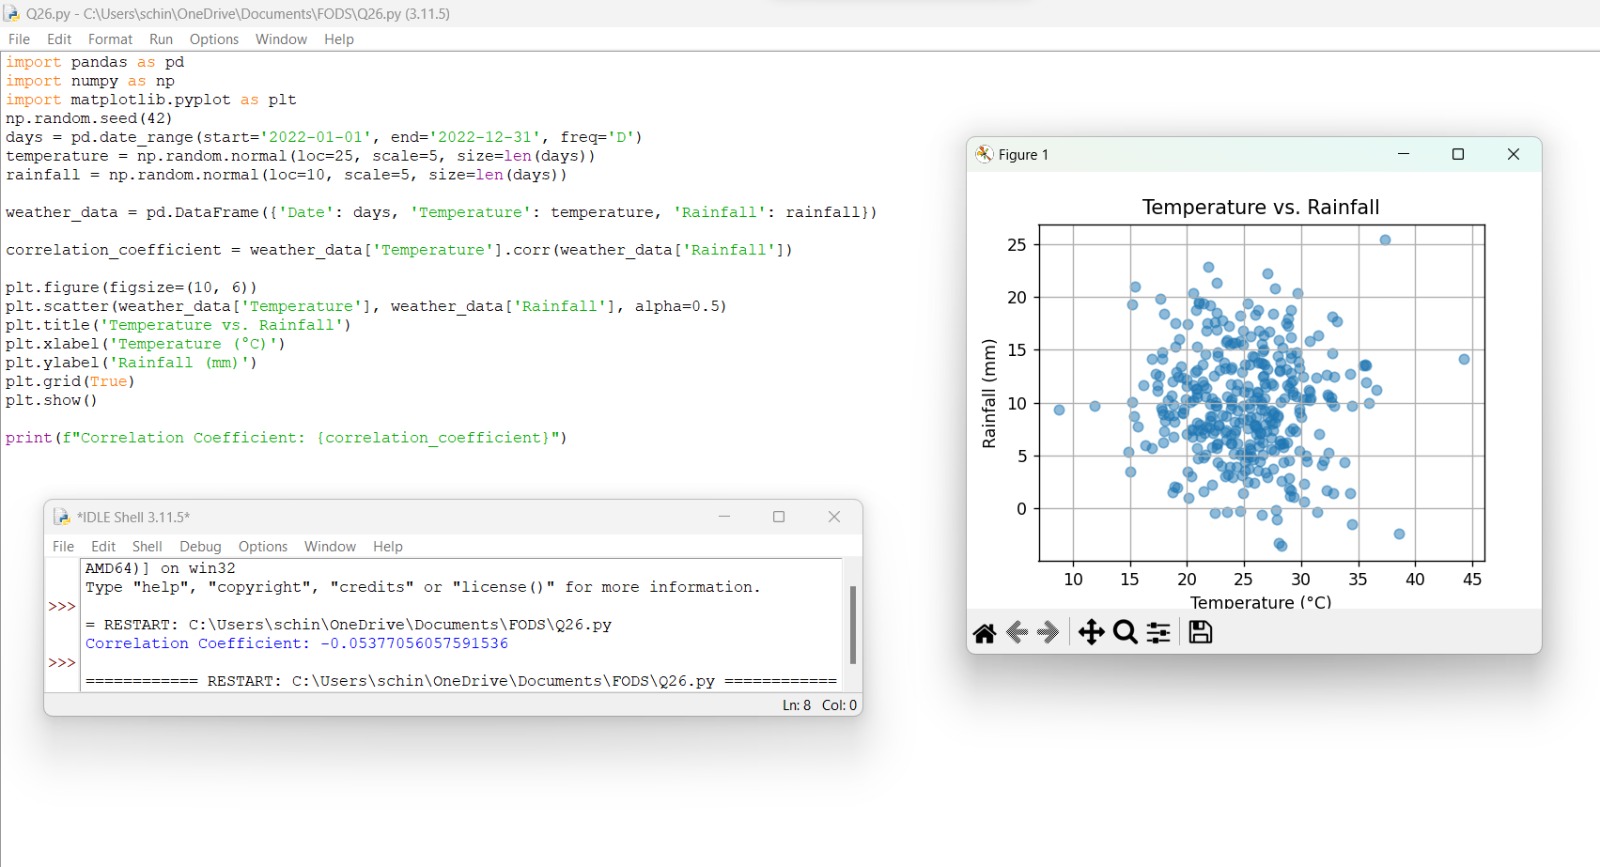 Q26.py - C:\Users\schin\OneDrive\Documents\FODS\Q26.py (3.11.5)
File Edit Format Run Options Window Help
import pandas as pd
import numpy as np
import matplotlib.pyplot as plt
np.random.seed(42)
days = pd.date_range(start='2022-01-01', end='2022-12-31', freq='D')
temperature = np.random.normal(loc=25, scale=5, size=len(days))
rainfall = np.random.normal(loc=10, scale=5, size=len(days))
weather_data = pd.DataFrame({'Date': days, 'Temperature': temperature, 'Rainfall': rainfall})
correlation_coefficient = weather_data['Temperature'].corr(weather_data['Rainfall'])
plt.figure(figsize=(10, 6))
plt.scatter(weather_data['Temperature'], weather_data['Rainfall'], alpha=0.5)
plt.title('Temperature vs. Rainfall')
plt.xlabel('Temperature (°C)')
plt.ylabel('Rainfall (mm)')
plt.grid(True)
plt.show()
print(f"Correlation Coefficient: {correlation_coefficient}")
*IDLE Shell 3.11.5*
File Edit Shell Debug Options Window Help
AMD64)] on win32
Type "help", "copyright", "credits" or "license()" for more information.
>>>
= RESTART: C:\Users\schin\OneDrive\Documents\FODS\Q26.py
Correlation Coefficient: -0.05377056057591536
>>>
============ RESTART: C:\Users\schin\OneDrive\Documents\FODS\Q26.py ============
Ln: 8 Col: 0
Figure 1
Temperature vs. Rainfall
Rainfall (mm)
25
20
15
10
5
0
10 15 20 25 30 35 40 45
Temperature (°C)